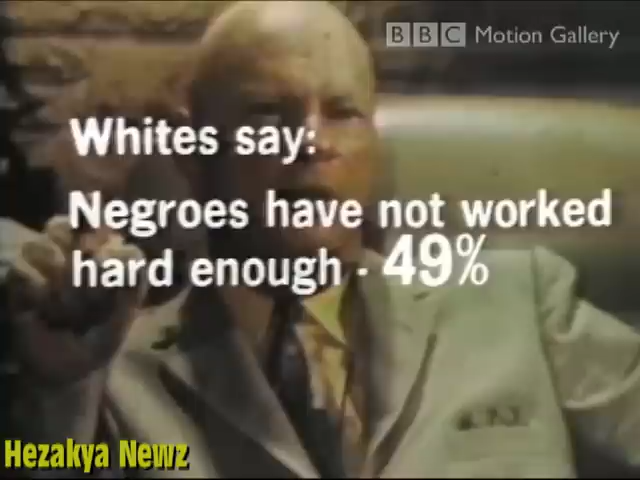 BBC Motion Gallery
Whites say:
Negroes have not worked
hard enough - 49%
Hezakya Newz